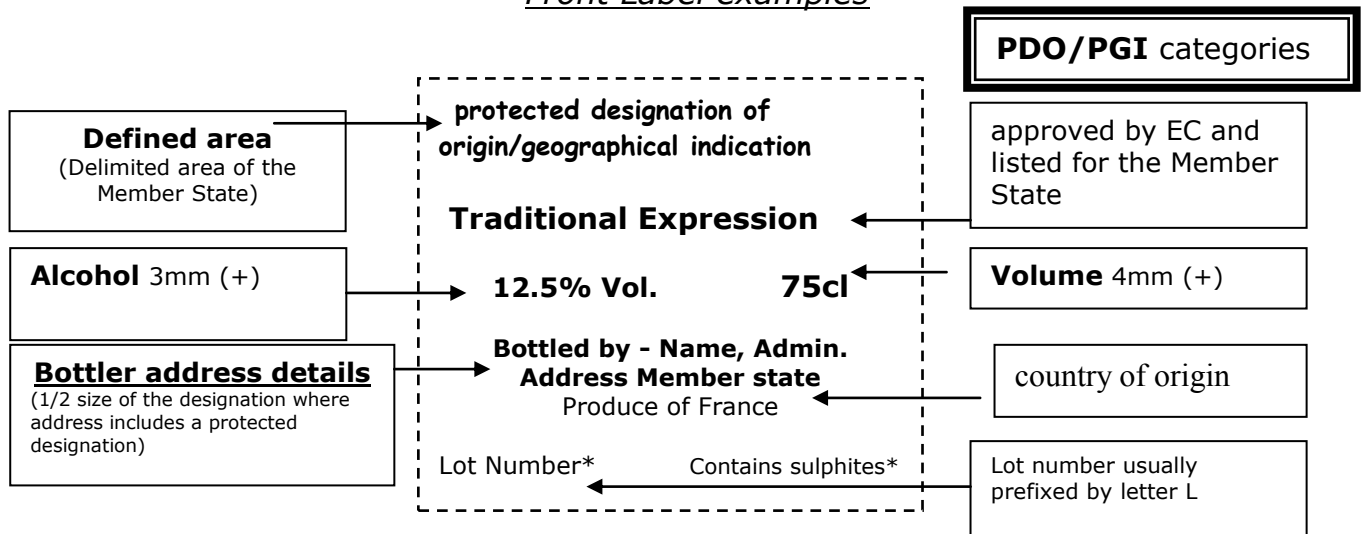 Front Label examples
PDO/PGI categories
protected designation of
origin/geographical indication
Defined area
(Delimited area of the
Member State)
approved by EC and
listed for the Member
State
Traditional Expression
Alcohol 3mm (+)
12.5% Vol. 75cl
Volume 4mm (+)
Bottler address details
(1/2 size of the designation where
address includes a protected
designation)
Bottled by - Name, Admin.
Address Member state
Produce of France
country of origin
Lot Number* Contains sulphites*
Lot number usually
prefixed by letter L